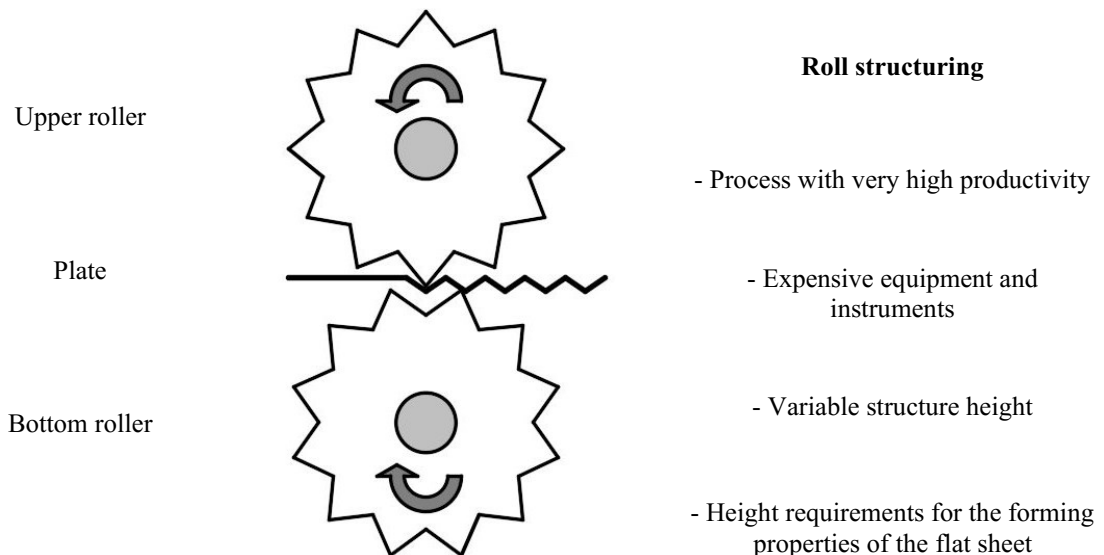 Upper roller
Plate
Bottom roller
Roll structuring
- Process with very high productivity
- Expensive equipment and
instruments
- Variable structure height
- Height requirements for the forming
properties of the flat sheet